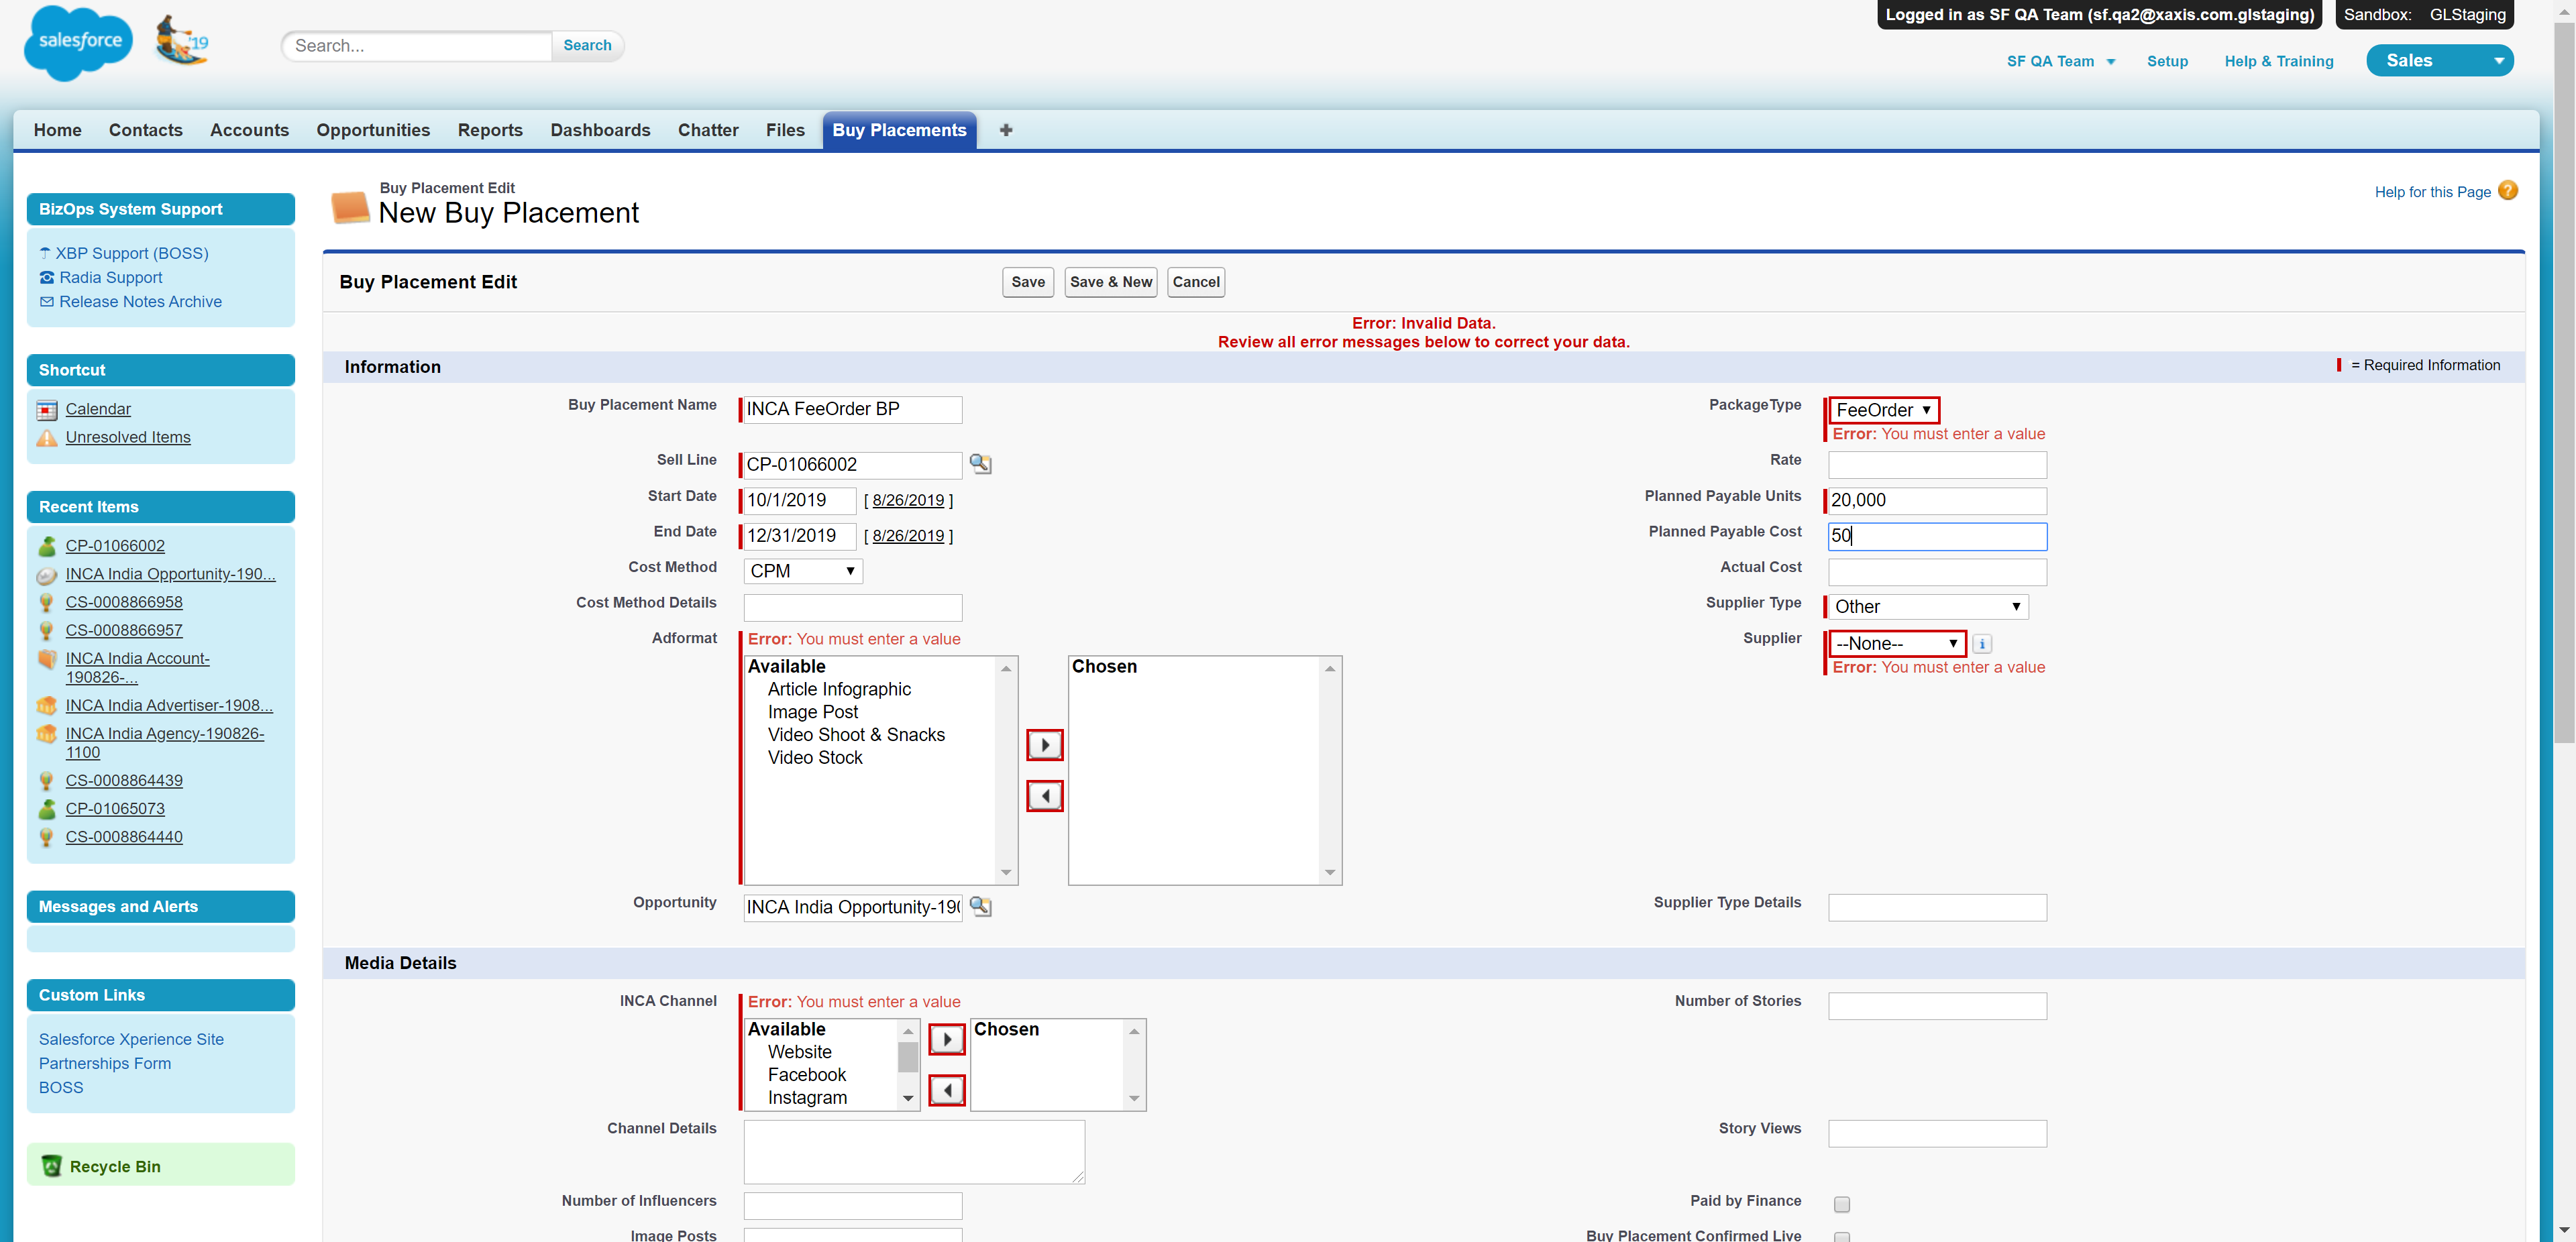 salesforce
'19
Search...
Search
Logged in as SF QA Team (sf.qa2@xaxis.com.glstaging)
Sandbox: GLStaging
SF QA Team
Setup
Help & Training
Sales
Home
Contacts
Accounts
Opportunities
Reports
Dashboards
Chatter
Files
Buy Placements
BizOps System Support
XBP Support (BOSS)
Radia Support
Release Notes Archive
Shortcut
Calendar
Unresolved Items
Recent Items
CP-01066002
INCA India Opportunity-190...
CS-0008866958
CS-0008866957
INCA India Account-
190826-...
INCA India Advertiser-1908...
INCA India Agency-190826-
1100
CS-0008864439
CP-01065073
CS-0008864440
Messages and Alerts
Custom Links
Salesforce Xperience Site
Partnerships Form
BOSS
Recycle Bin
Buy Placement Edit
New Buy Placement
Help for this Page
Buy Placement Edit
Save
Save & New
Cancel
Error: Invalid Data.
Review all error messages below to correct your data.
Information
= Required Information
Buy Placement Name INCA FeeOrder BP
PackageType FeeOrder
Error: You must enter a value
Sell Line CP-01066002
Rate
Start Date 10/1/2019 [ 8/26/2019 ]
Planned Payable Units 20,000
End Date 12/31/2019 [ 8/26/2019 ]
Planned Payable Cost 50
Cost Method CPM
Actual Cost
Cost Method Details
Supplier Type Other
Adformat Error: You must enter a value
Available
Article Infographic
Image Post
Video Shoot & Snacks
Video Stock
Chosen
Supplier --None--
Error: You must enter a value
Opportunity INCA India Opportunity-190
Supplier Type Details
Media Details
INCA Channel Error: You must enter a value
Available
Website
Facebook
Instagram
Chosen
Number of Stories
Channel Details
Story Views
Number of Influencers
Paid by Finance
Image Posts
Buy Placement Confirmed Live